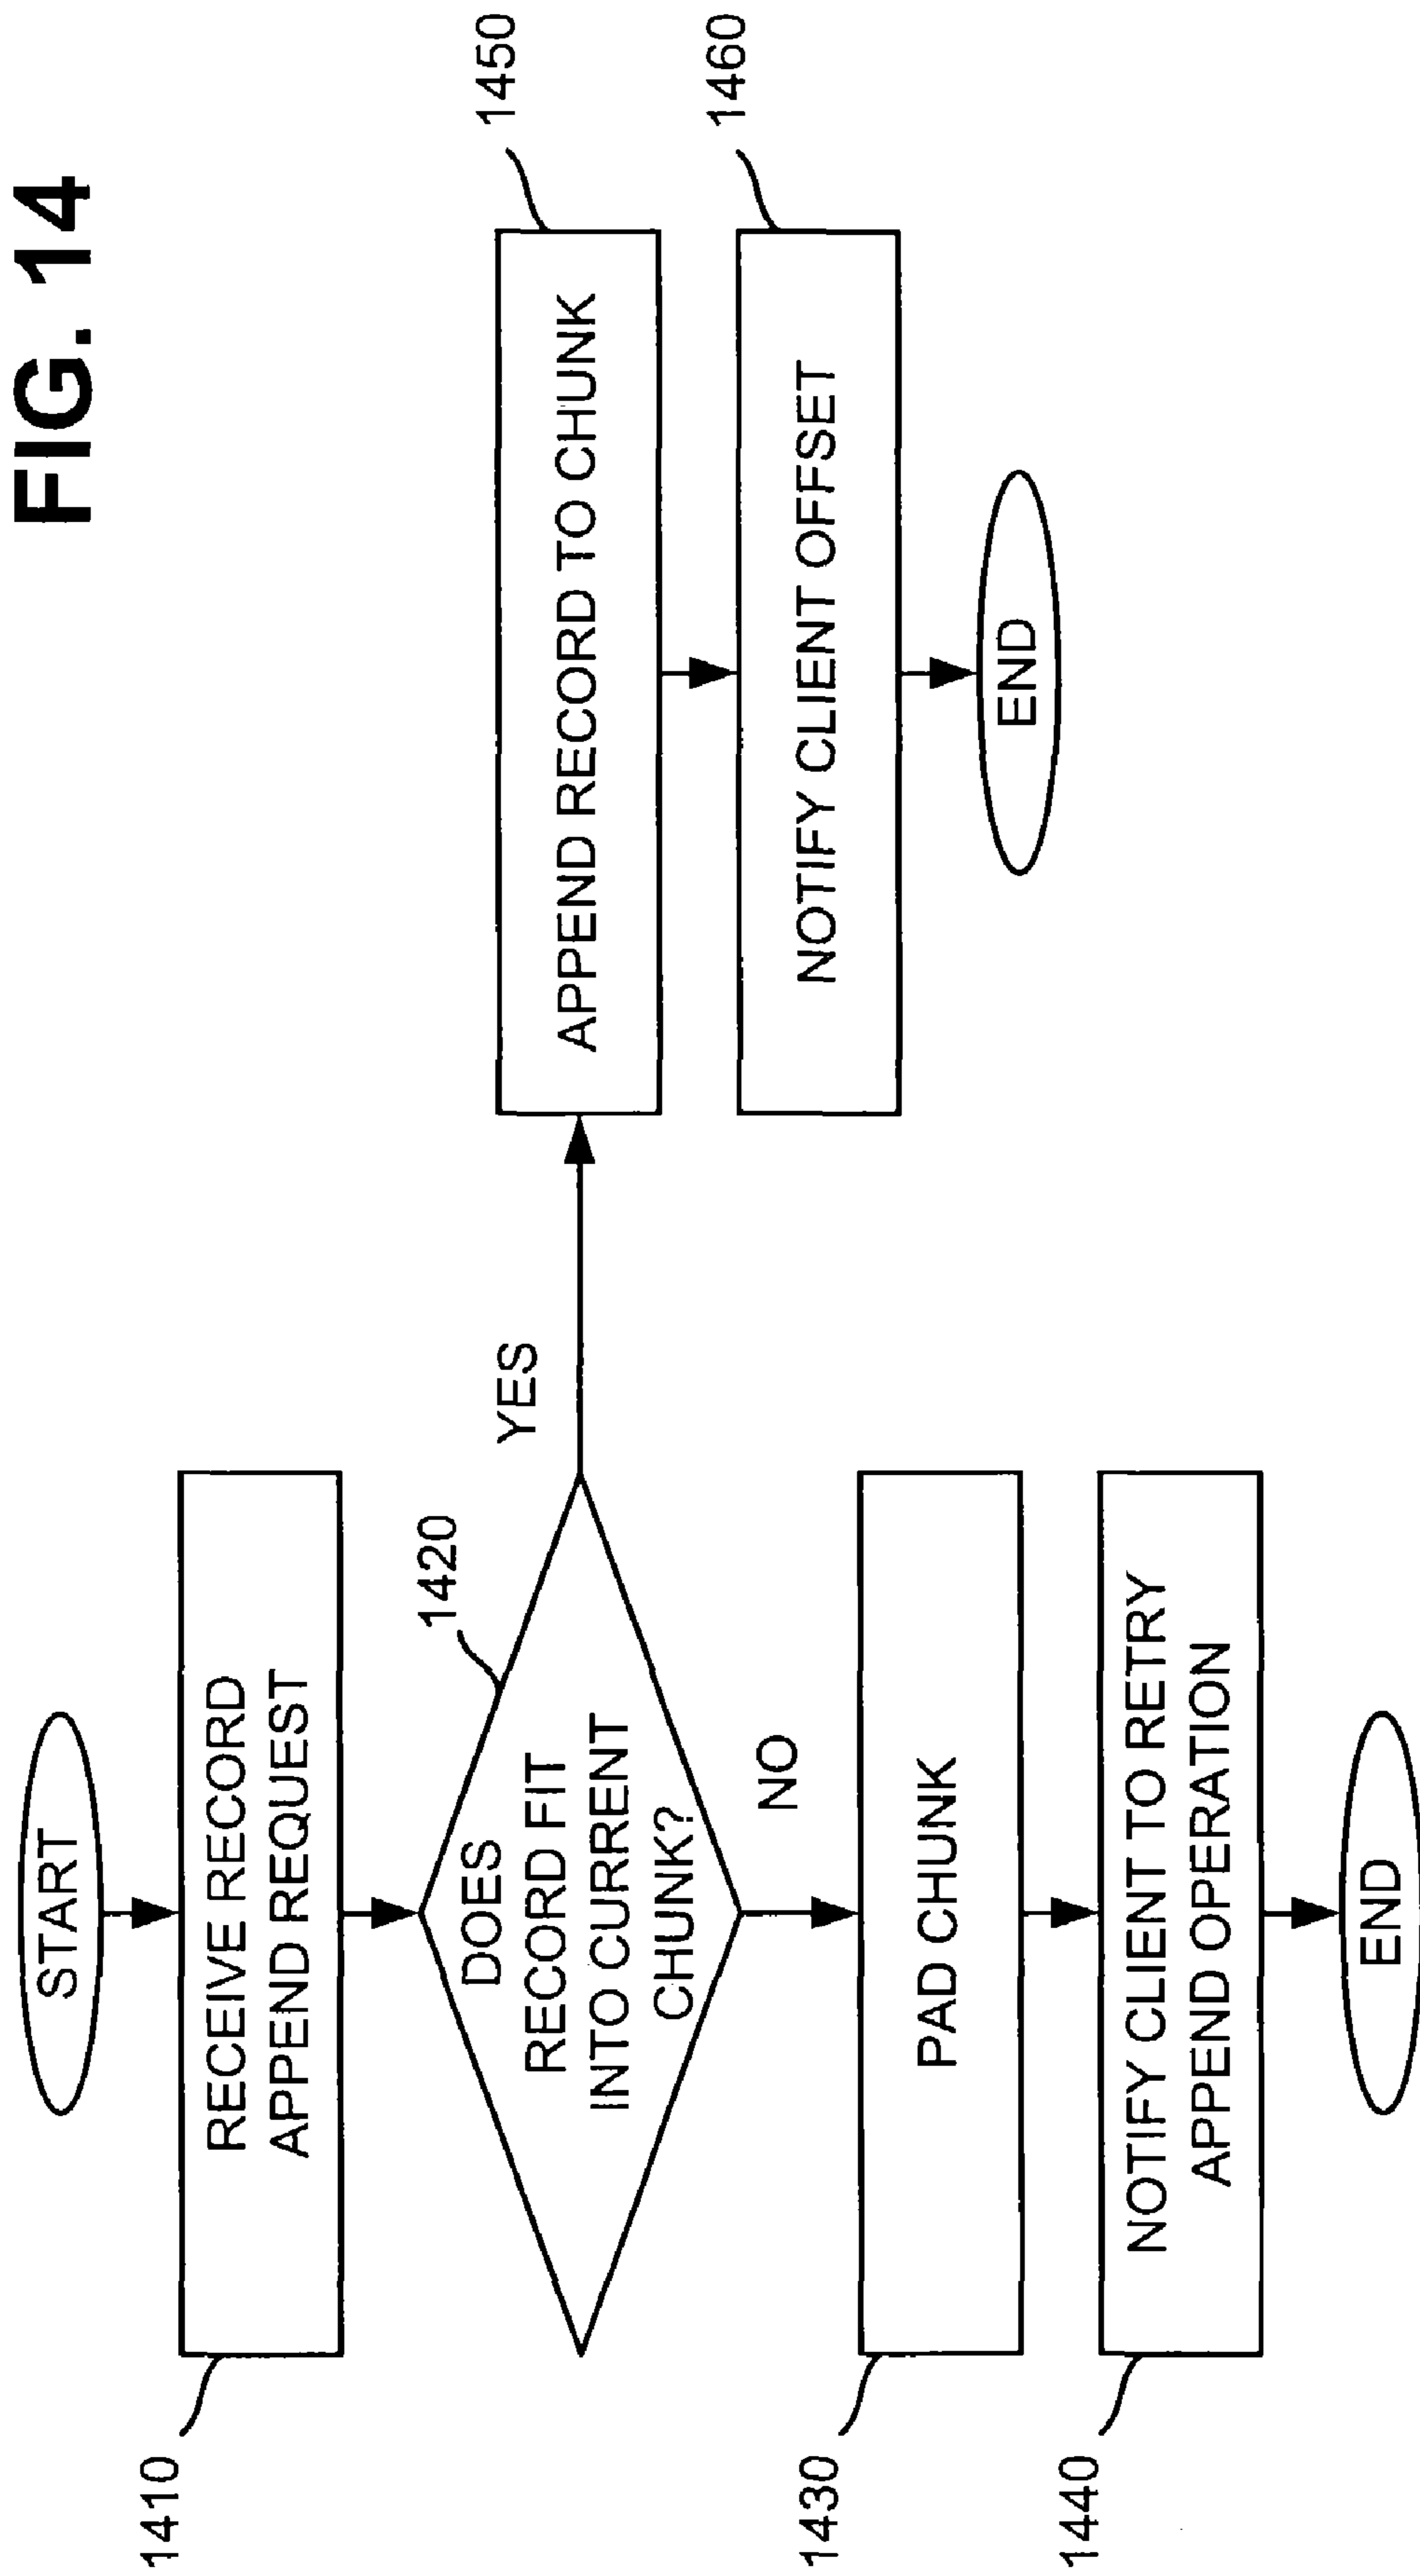 FIG. 14
START
1410
RECEIVE RECORD
APPEND REQUEST
1420
DOES
RECORD FIT
INTO CURRENT
CHUNK?
YES
1450
APPEND RECORD TO CHUNK
1460
NOTIFY CLIENT OFFSET
END
NO
1430
PAD CHUNK
1440
NOTIFY CLIENT TO RETRY
APPEND OPERATION
END